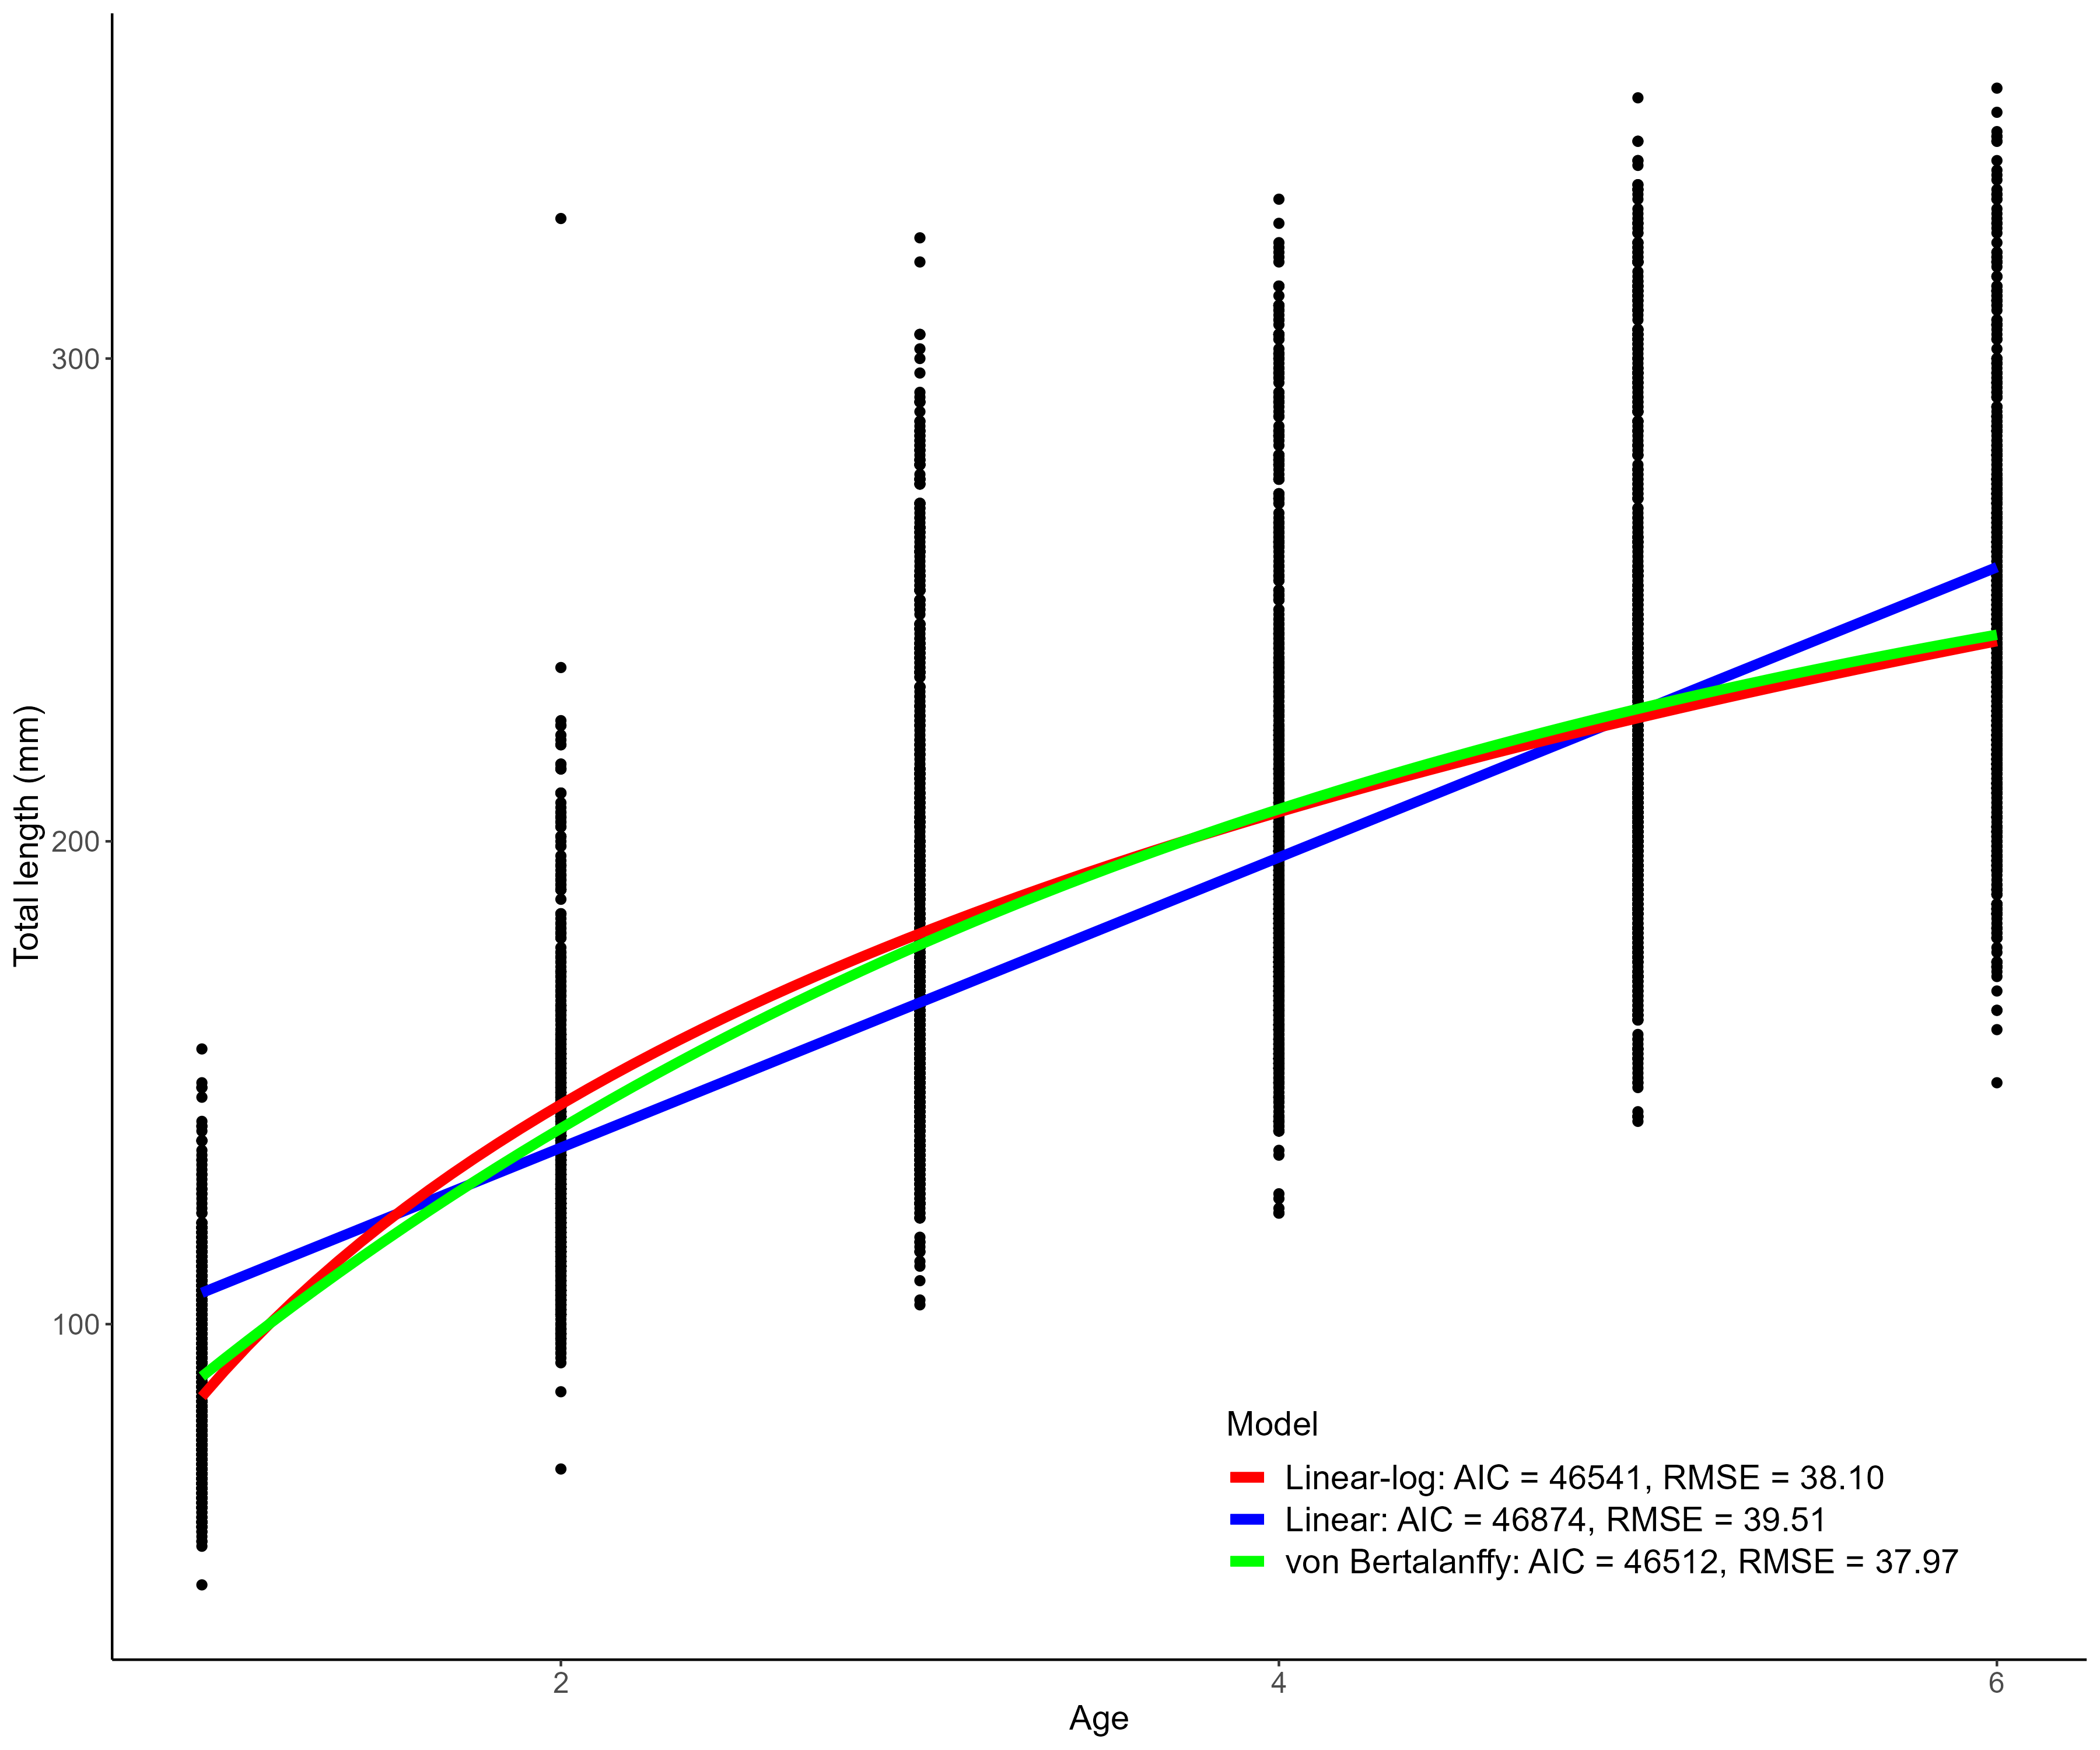 300
200
100
Total length (mm)
2
4
6
Age
Model
Linear-log: AIC = 46541, RMSE = 38.10
Linear: AIC = 46874, RMSE = 39.51
von Bertalanffy: AIC = 46512, RMSE = 37.97